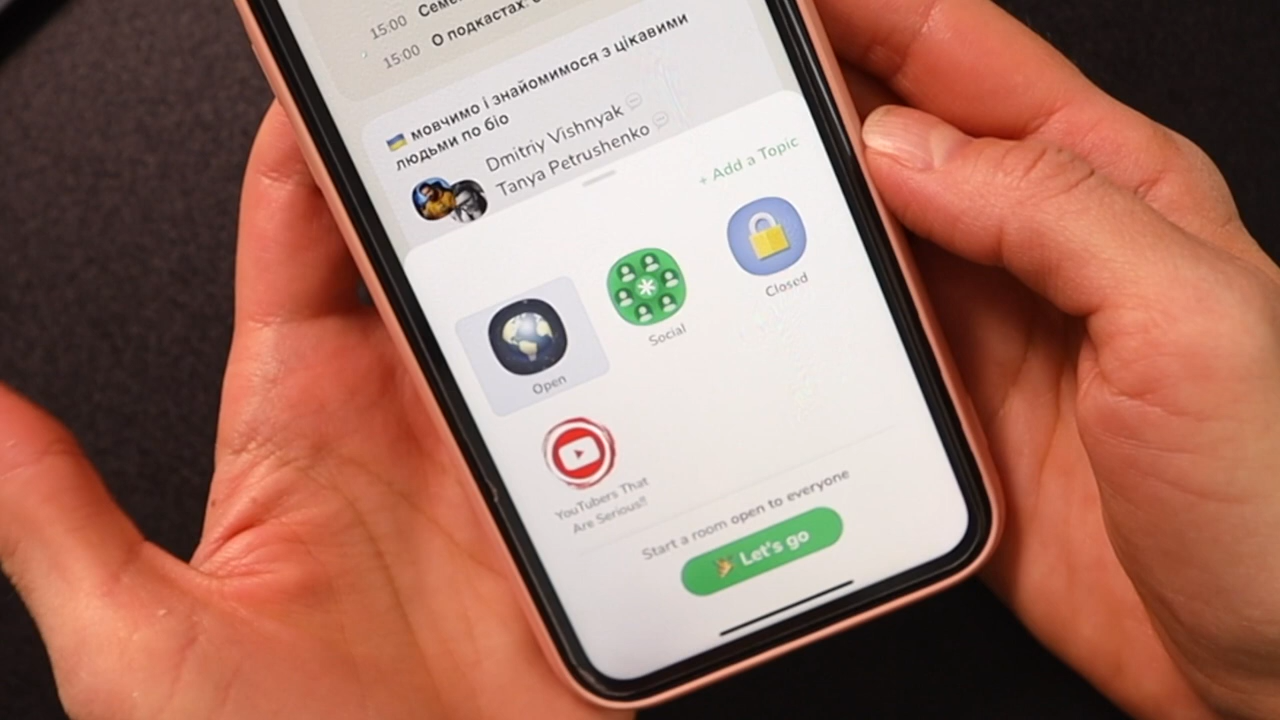 15:00 Семе
15:00 О подкастах:
🇺🇦 мовчимо і знайомимося з цікавими
людьми по біо
Dmitriy Vishnyak
Tanya Petrushenko
+ Add a Topic
Open
Social
Closed
YouTubers That
Are Serious!!
Start a room open to everyone
🎉 Let's go